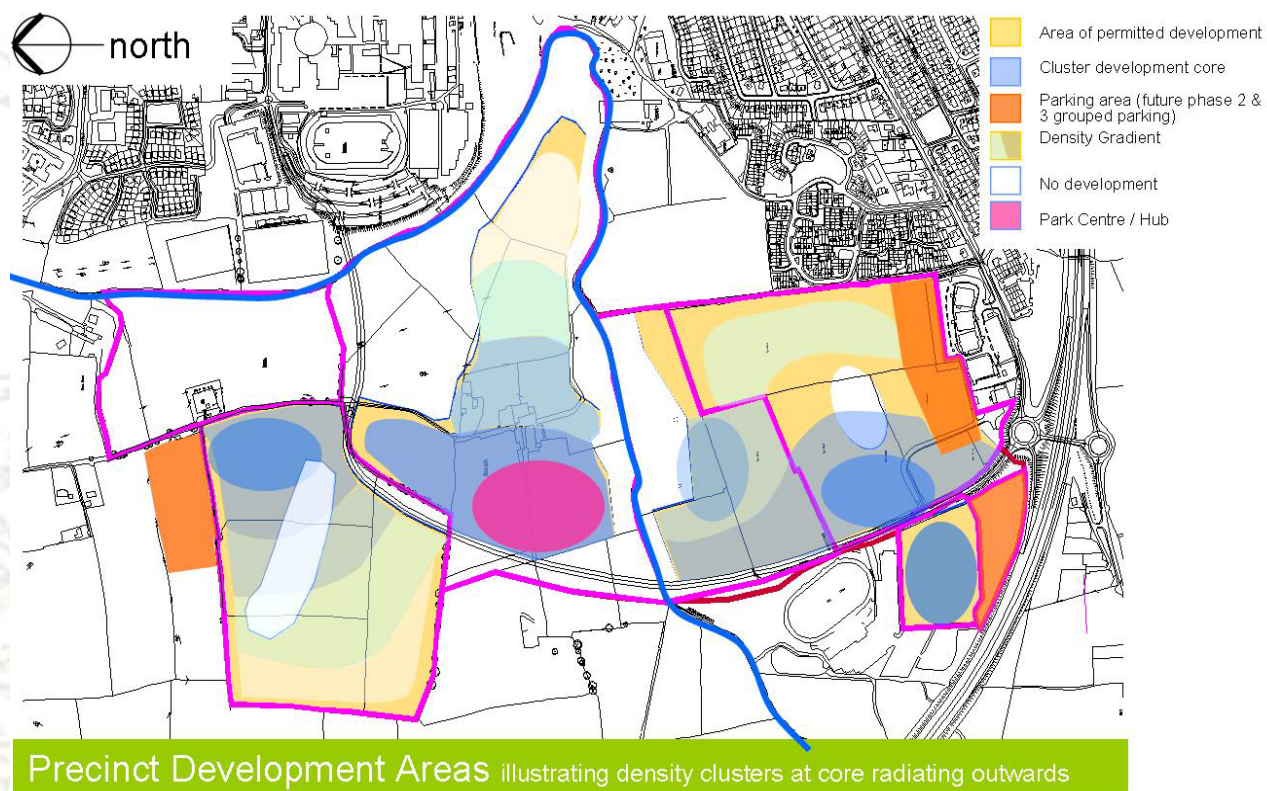 north
Area of permitted development
Cluster development core
Parking area (future phase 2 &
3 grouped parking)
Density Gradient
No development
Park Centre / Hub
Precinct Development Areas illustrating density clusters at core radiating outwards